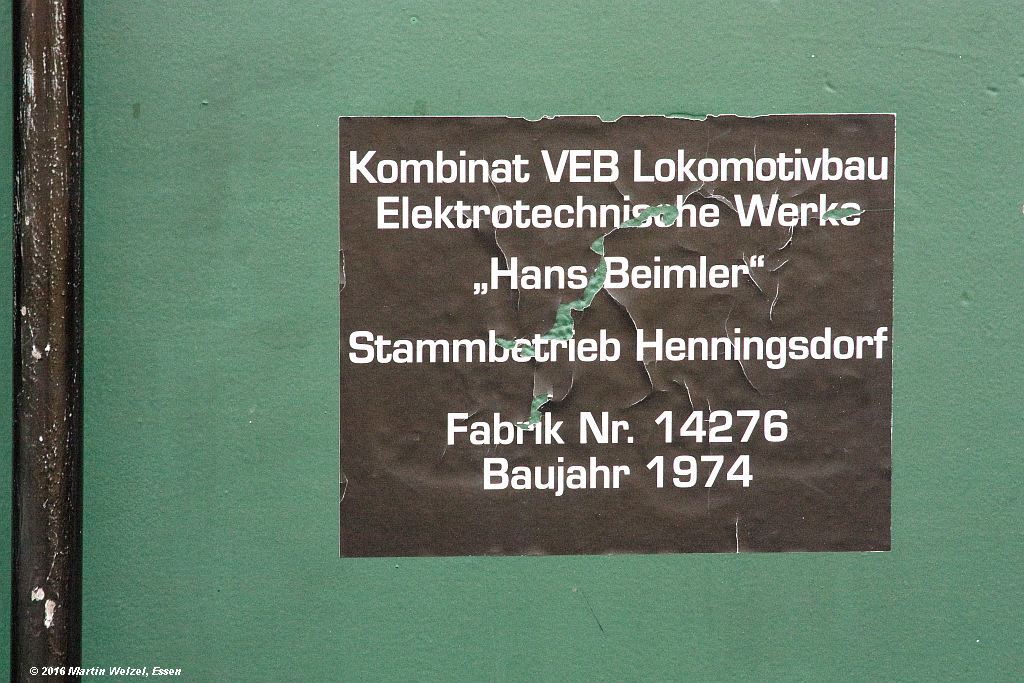 Kombinat VEB Lokomotivbau
Elektrotechnische Werke
„Hans Beimler“
Stammbetrieb Henningsdorf
Fabrik Nr. 14276
Baujahr 1974
© 2016 Martin Welzel, Essen